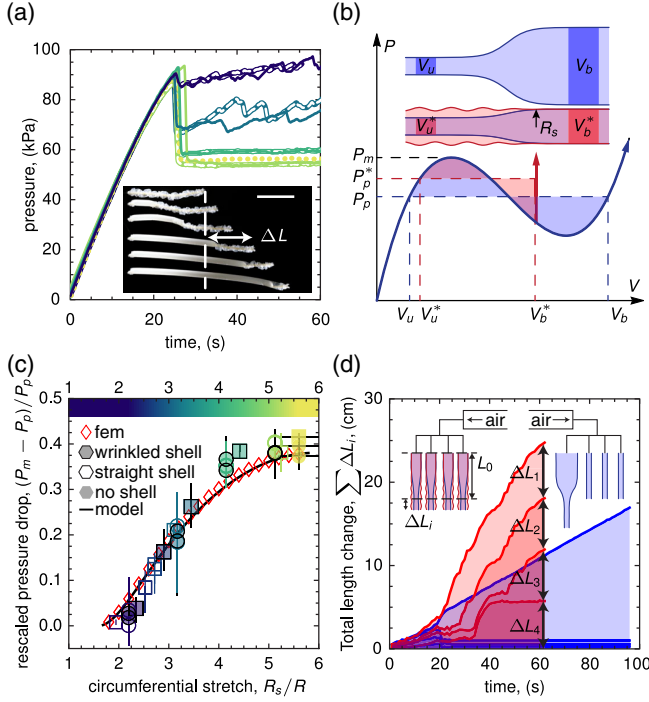 (a)
100
80
60
40
20
0
pressure, (kPa)
ΔL
0 20 40 60
time, (s)
(b)
P
V_u
V_b
V_u^*
V_b^*
R_s
P_m
P_p^*
P_p
V
V_u V_u^* V_b^* V_b
(c)
1 2 3 4 5 6
0.5
0.4
0.3
0.2
0.1
0.0
rescaled pressure drop, (P_m − P_p)/P_p
fem
wrinkled shell
straight shell
no shell
model
1 2 3 4 5 6
circumferential stretch, R_s/R
(d)
30
25
20
15
10
5
0
Total length change, ∑ ΔL_i, (cm)
air air
L_0
ΔL_i
ΔL_1
ΔL_2
ΔL_3
ΔL_4
0 20 40 60 80 100
time, (s)